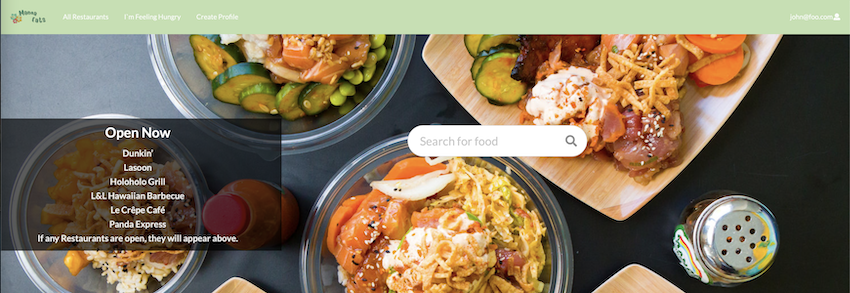 Manoa
Eats
All Restaurants
I'm Feeling Hungry
Create Profile
john@foo.com
Open Now
Search for food
Dunkin'
Lasoon
Holoholo Grill
L&L Hawaiian Barbecue
Le Crêpe Café
Panda Express
If any Restaurants are open, they will appear above.